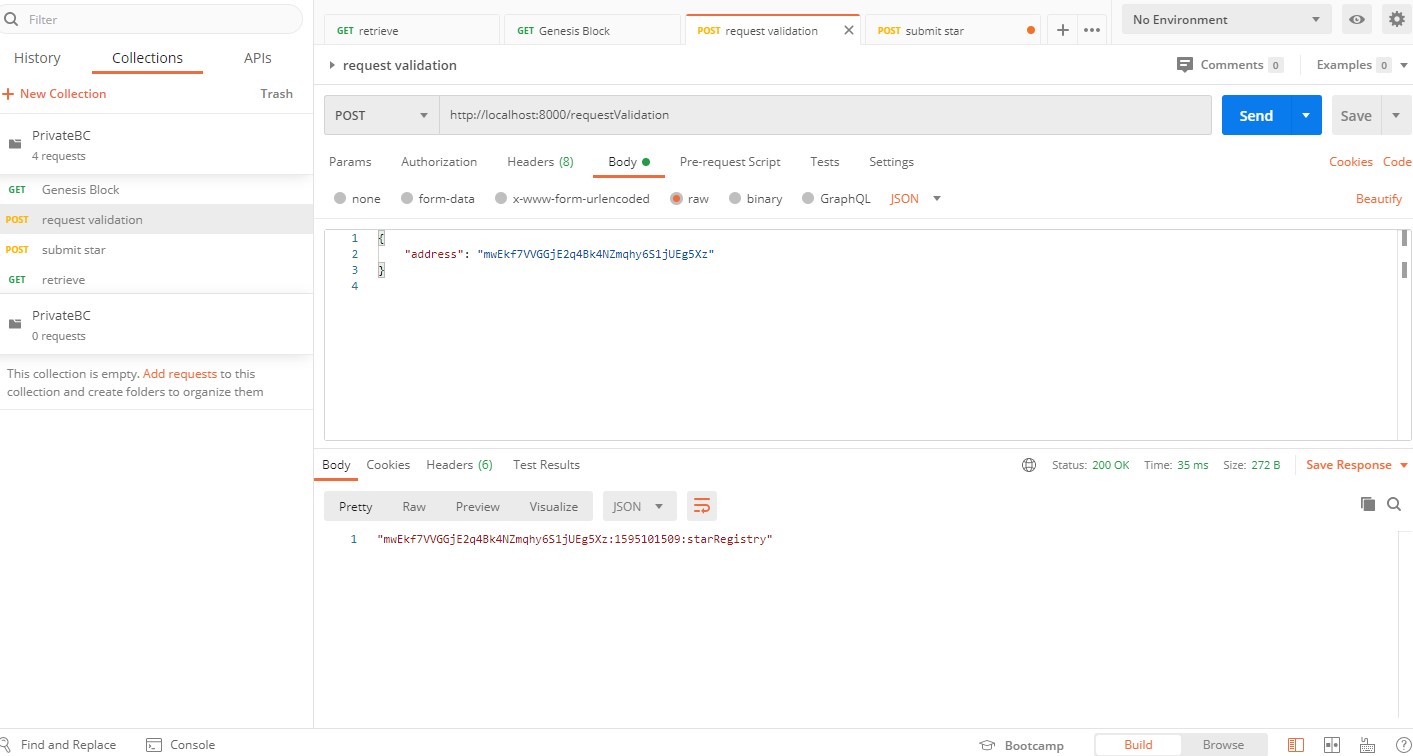 Filter
History Collections APIs
+ New Collection Trash
PrivateBC
4 requests
GET Genesis Block
POST request validation
POST submit star
GET retrieve
PrivateBC
0 requests
This collection is empty. Add requests to this
collection and create folders to organize them
GET retrieve GET Genesis Block POST request validation POST submit star
No Environment
request validation
Comments 0 Examples 0
POST http://localhost:8000/requestValidation Send Save
Params Authorization Headers (8) Body Pre-request Script Tests Settings Cookies Code
none form-data x-www-form-urlencoded raw binary GraphQL JSON Beautify
1 {
2 "address": "mwEkf7VVGGjE2q4Bk4NZmqhy6S1jUEg5Xz"
3 }
4
Body Cookies Headers (6) Test Results Status: 200 OK Time: 35 ms Size: 272 B Save Response
Pretty Raw Preview Visualize JSON
1 "mwEkf7VVGGjE2q4Bk4NZmqhy6S1jUEg5Xz:1595101509:starRegistry"
Find and Replace Console Bootcamp Build Browse